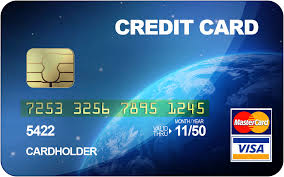 CREDIT CARD
7253 3256 7895 1245
5422
MONTH/YEAR
VALID THRU 11/50
CARDHOLDER
MasterCard
VISA